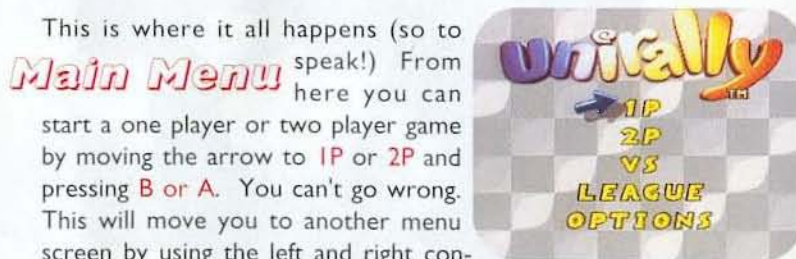 This is where it all happens (so to
Main Menu speak!) From
here you can
start a one player or two player game
by moving the arrow to 1P or 2P and
pressing B or A. You can't go wrong.
This will move you to another menu
screen by using the left and right con-
unirally
TM
1P
2P
VS
LEAGUE
OPTIONS